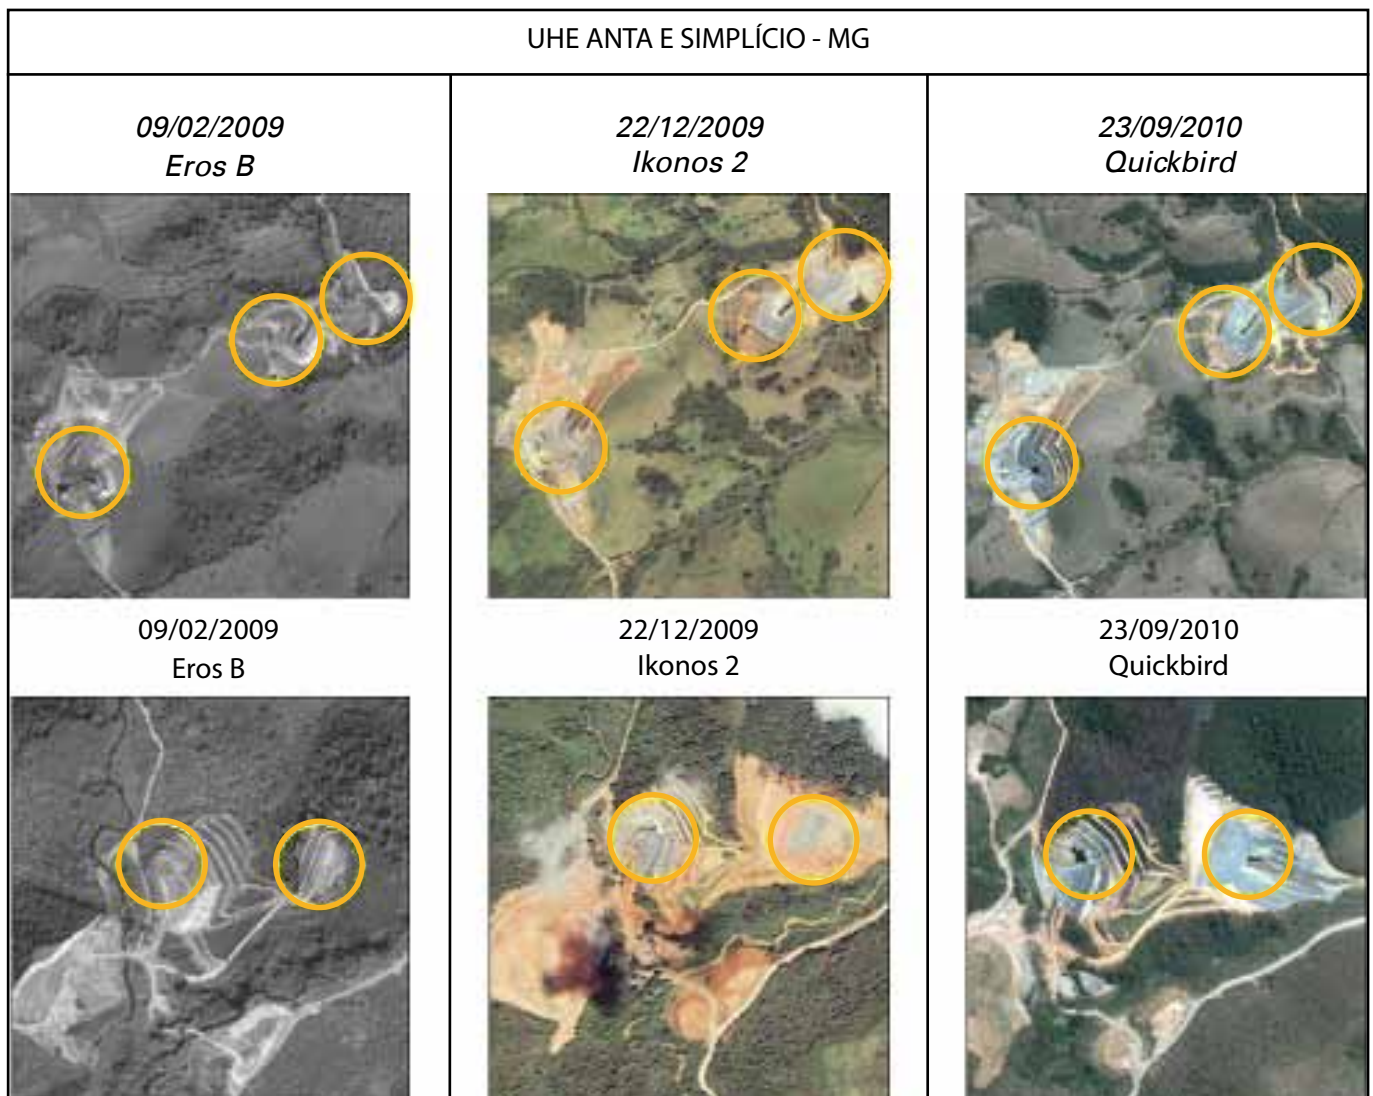 UHE ANTA E SIMPLÍCIO - MG
09/02/2009
Eros B
22/12/2009
Ikonos 2
23/09/2010
Quickbird
09/02/2009
Eros B
22/12/2009
Ikonos 2
23/09/2010
Quickbird